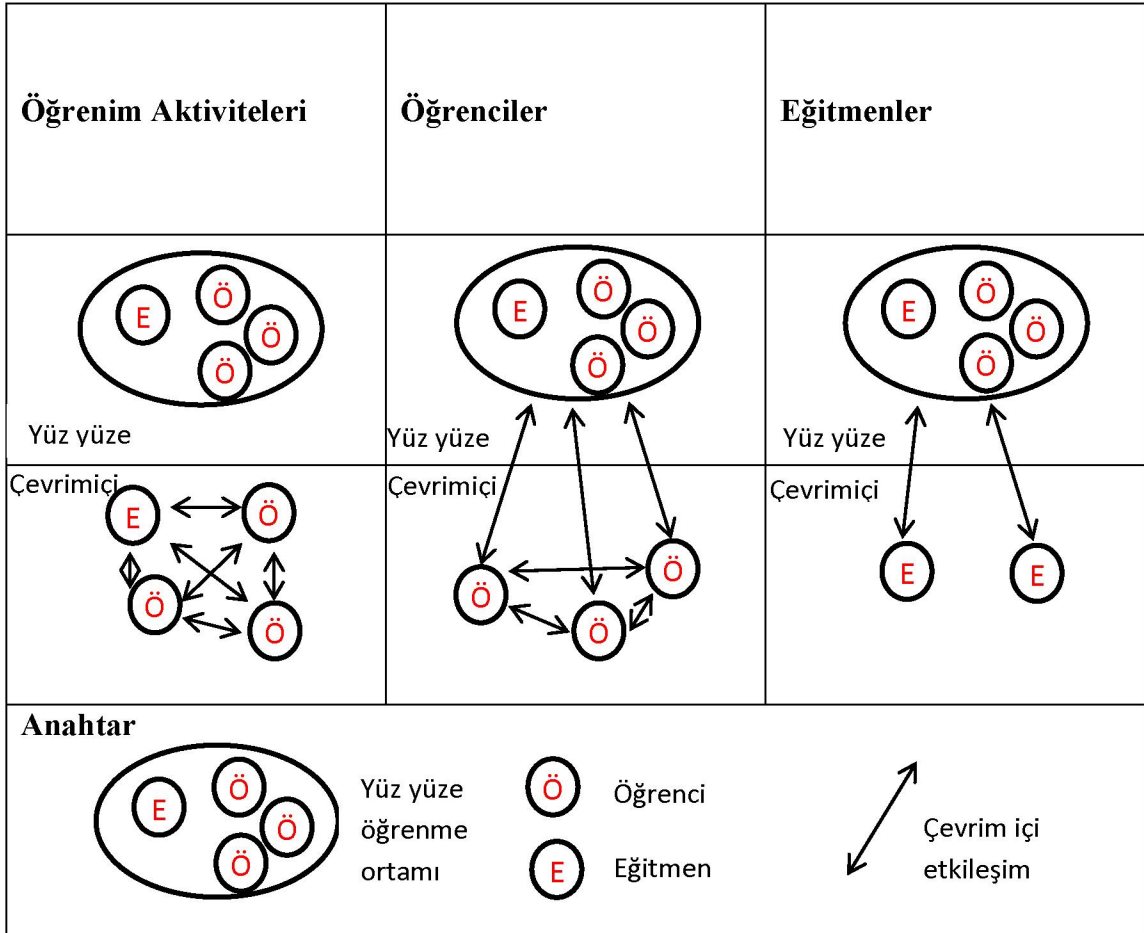 Öğrenim Aktiviteleri
Öğrenciler
Eğitmenler
E
Ö
Ö
Ö
Yüz yüze
E
Ö
Ö
Ö
Yüz yüze
E
Ö
Ö
Ö
Yüz yüze
Çevrimiçi
E
Ö
Ö
Ö
Çevrimiçi
Ö
Ö
Ö
Çevrimiçi
E
E
Anahtar
E
Ö
Ö
Ö
Yüz yüze
öğrenme
ortamı
Ö
Öğrenci
E
Eğitmen
Çevrim içi
etkileşim